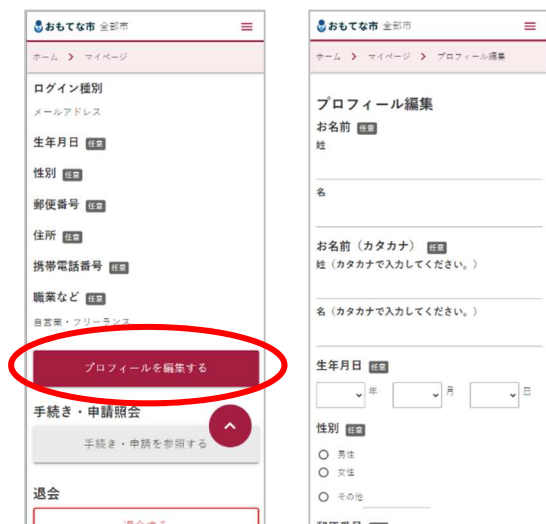 おもてな市 全部市
ホーム > マイページ
ログイン種別
メールアドレス
生年月日 任意
性別 任意
郵便番号 任意
住所 任意
携帯電話番号 任意
職業など 任意
自営業・フリーランス
プロフィールを編集する
手続き・申請照会
手続き・申請を参照する
退会
退会する
おもてな市 全部市
ホーム > マイページ > プロフィール編集
プロフィール編集
お名前 任意
姓
名
お名前（カタカナ） 任意
姓（カタカナで入力してください。）
名（カタカナで入力してください。）
生年月日 任意
年 月 日
性別 任意
男性
女性
その他
郵便番号